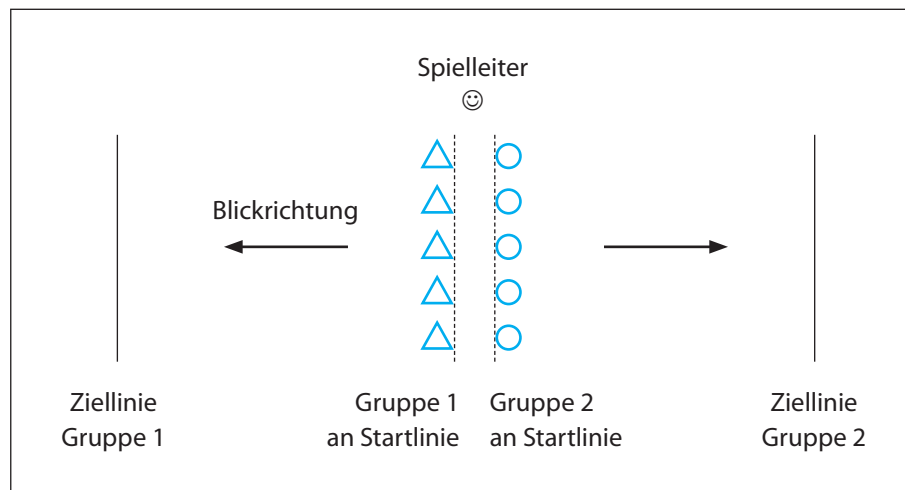 Spielleiter
Blickrichtung
Ziellinie
Gruppe 1
Gruppe 1
an Startlinie
Gruppe 2
an Startlinie
Ziellinie
Gruppe 2